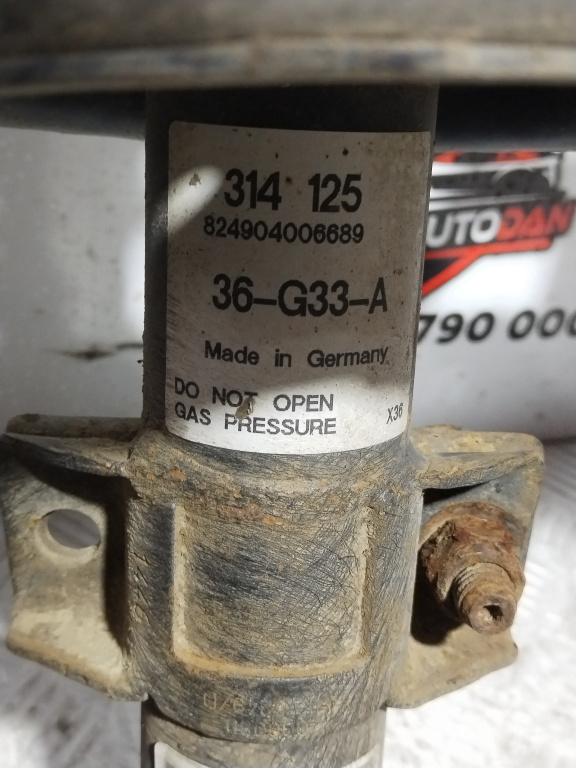 314 125
824904006689
36-G33-A
Made in Germany
DO NOT OPEN
GAS PRESSURE X36
AUTODAN
790 000